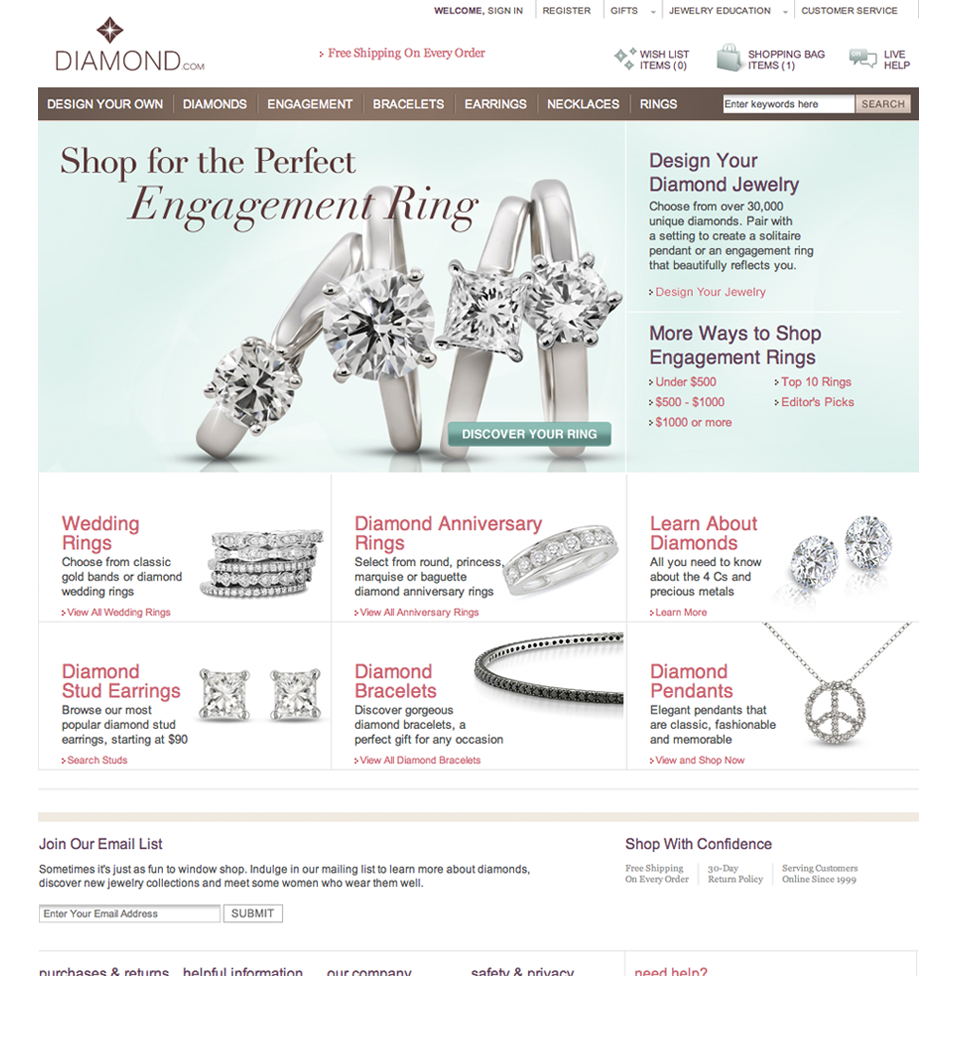 WELCOME, SIGN IN REGISTER GIFTS JEWELRY EDUCATION CUSTOMER SERVICE
DIAMOND.COM
Free Shipping On Every Order
WISH LIST
ITEMS (0)
SHOPPING BAG
ITEMS (1)
LIVE
HELP
DESIGN YOUR OWN DIAMONDS ENGAGEMENT BRACELETS EARRINGS NECKLACES RINGS Enter keywords here SEARCH
Shop for the Perfect
Engagement Ring
DISCOVER YOUR RING
Design Your
Diamond Jewelry
Choose from over 30,000
unique diamonds. Pair with
a setting to create a solitaire
pendant or an engagement ring
that beautifully reflects you.
Design Your Jewelry
More Ways to Shop
Engagement Rings
Under $500 Top 10 Rings
$500 - $1000 Editor's Picks
$1000 or more
Wedding
Rings
Choose from classic
gold bands or diamond
wedding rings
View All Wedding Rings
Diamond Anniversary
Rings
Select from round, princess,
marquise or baguette
diamond anniversary rings
View All Anniversary Rings
Learn About
Diamonds
All you need to know
about the 4 Cs and
precious metals
Learn More
Diamond
Stud Earrings
Browse our most
popular diamond stud
earrings, starting at $90
Search Studs
Diamond
Bracelets
Discover gorgeous
diamond bracelets, a
perfect gift for any occasion
View All Diamond Bracelets
Diamond
Pendants
Elegant pendants that
are classic, fashionable
and memorable
View and Shop Now
Join Our Email List
Sometimes it's just as fun to window shop. Indulge in our mailing list to learn more about diamonds,
discover new jewelry collections and meet some women who wear them well.
Enter Your Email Address SUBMIT
Shop With Confidence
Free Shipping
On Every Order
30-Day
Return Policy
Serving Customers
Online Since 1999
purchases & returns helpful information our company safety & privacy need help?